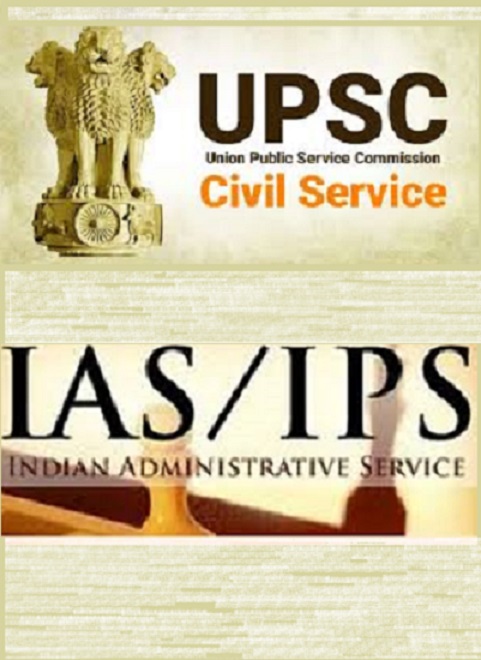 UPSC
Union Public Service Commission
Civil Service
IAS/IPS
INDIAN ADMINISTRATIVE SERVICE